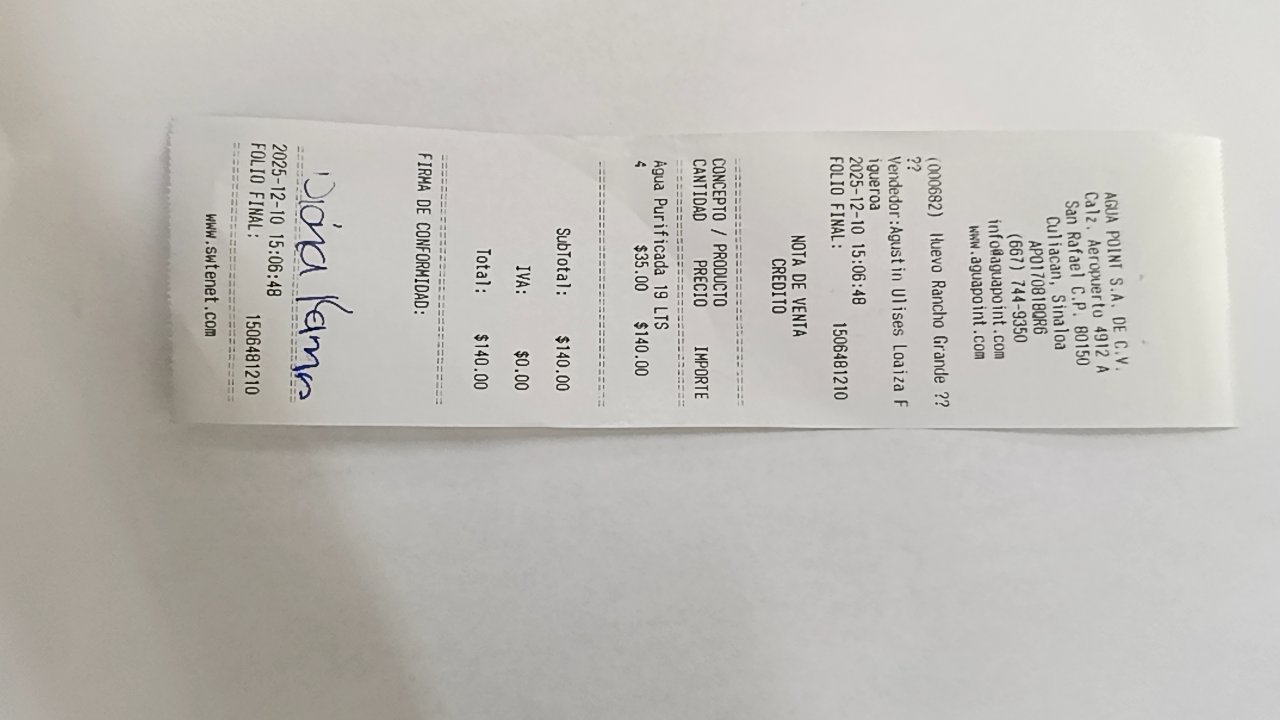 AGUA POINT S.A. DE C.V.
Calz. Aeropuerto 4912 A
San Rafael C.P. 80150
Culiacan, Sinaloa
APO170818QR6
(667) 744-9350
info@aguapoint.com
www.aguapoint.com
(000682) Huevo Rancho Grande ??
??
Vendedor:Agustin Ulises Loaiza F
igueroa
2025-12-10 15:06:48
FOLIO FINAL: 1506481210
NOTA DE VENTA
CREDITO
CONCEPTO / PRODUCTO
CANTIDAD PRECIO IMPORTE
Agua Purificada 19 LTS
4 $35.00 $140.00
SubTotal: $140.00
IVA: $0.00
Total: $140.00
FIRMA DE CONFORMIDAD:
2025-12-10 15:06:48
FOLIO FINAL: 1506481210
www.swtenet.com